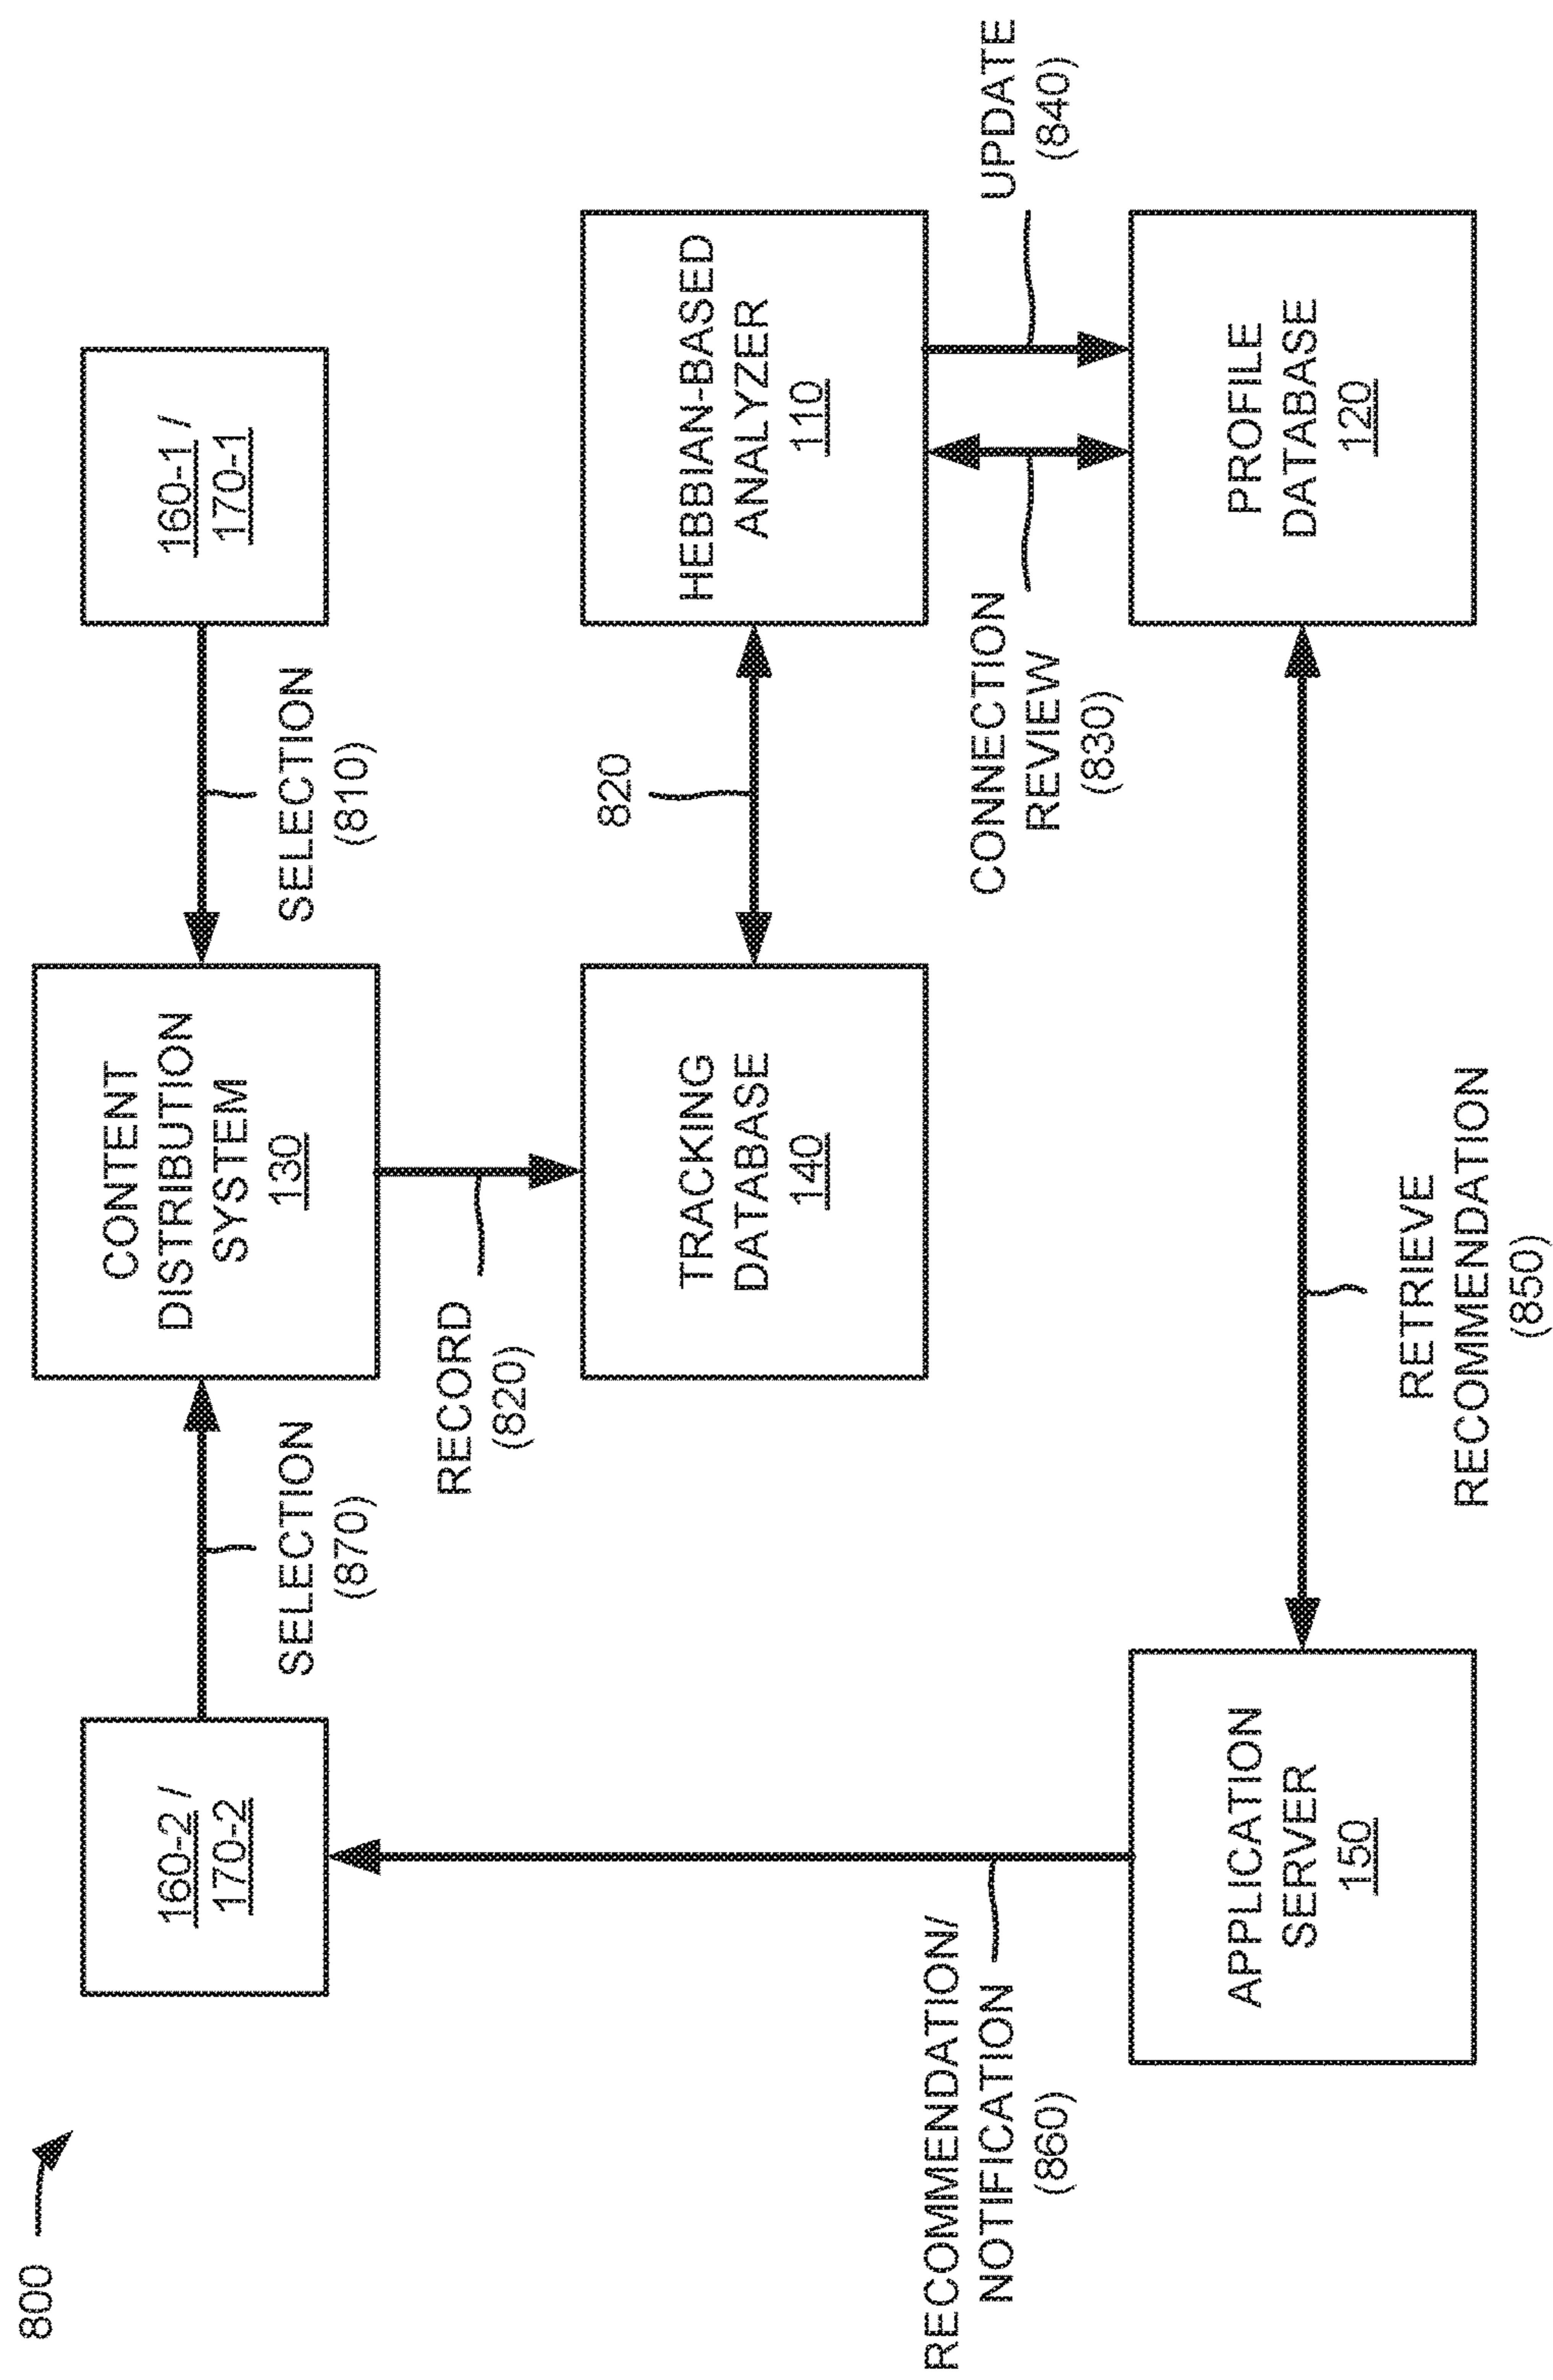 800
160-2 /
170-2
SELECTION
(870)
CONTENT
DISTRIBUTION
SYSTEM
130
SELECTION
(810)
160-1 /
170-1
RECORD
(820)
TRACKING
DATABASE
140
820
HEBBIAN-BASED
ANALYZER
110
RECOMMENDATION/
NOTIFICATION
(860)
CONNECTION
REVIEW
(830)
UPDATE
(840)
APPLICATION
SERVER
150
RETRIEVE
RECOMMENDATION
(850)
PROFILE
DATABASE
120